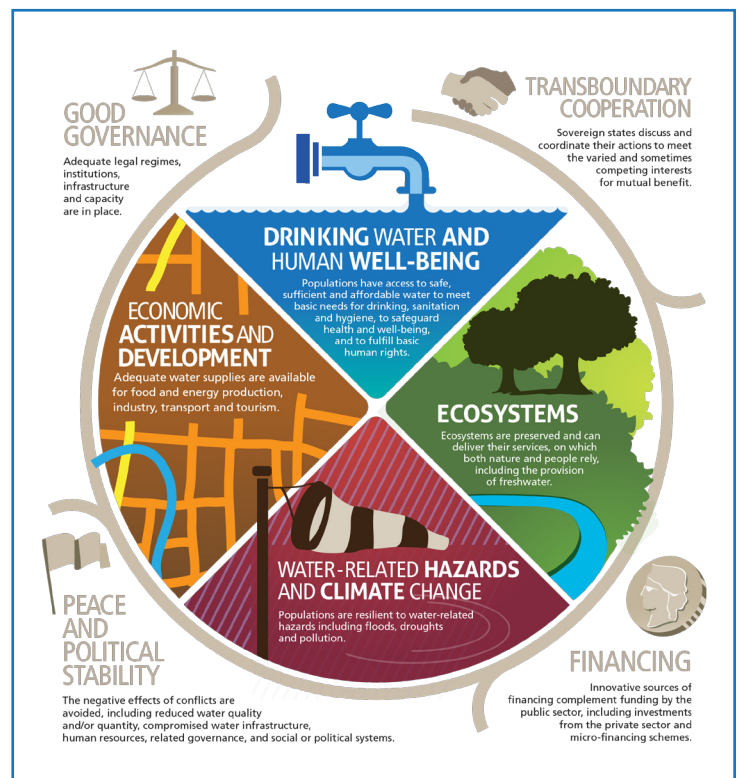 GOOD
GOVERNANCE
Adequate legal regimes,
institutions,
infrastructure
and capacity
are in place.
TRANSBOUNDARY
COOPERATION
Sovereign states discuss and
coordinate their actions to meet
the varied and sometimes
competing interests
for mutual benefit.
DRINKING WATER AND
HUMAN WELL-BEING
Populations have access to safe,
sufficient and affordable water to meet
basic needs for drinking, sanitation
and hygiene, to safeguard
health and well-being,
and to fulfill basic
human rights.
ECONOMIC
ACTIVITIES AND
DEVELOPMENT
Adequate water supplies are available
for food and energy production,
industry, transport and tourism.
ECOSYSTEMS
Ecosystems are preserved and can
deliver their services, on which
both nature and people rely,
including the provision
of freshwater.
WATER-RELATED HAZARDS
AND CLIMATE CHANGE
Populations are resilient to water-related
hazards including floods, droughts
and pollution.
PEACE
AND
POLITICAL
STABILITY
The negative effects of conflicts are
avoided, including reduced water quality
and/or quantity, compromised water infrastructure,
human resources, related governance, and social or political systems.
FINANCING
Innovative sources of
financing complement funding by the
public sector, including investments
from the private sector and
micro-financing schemes.